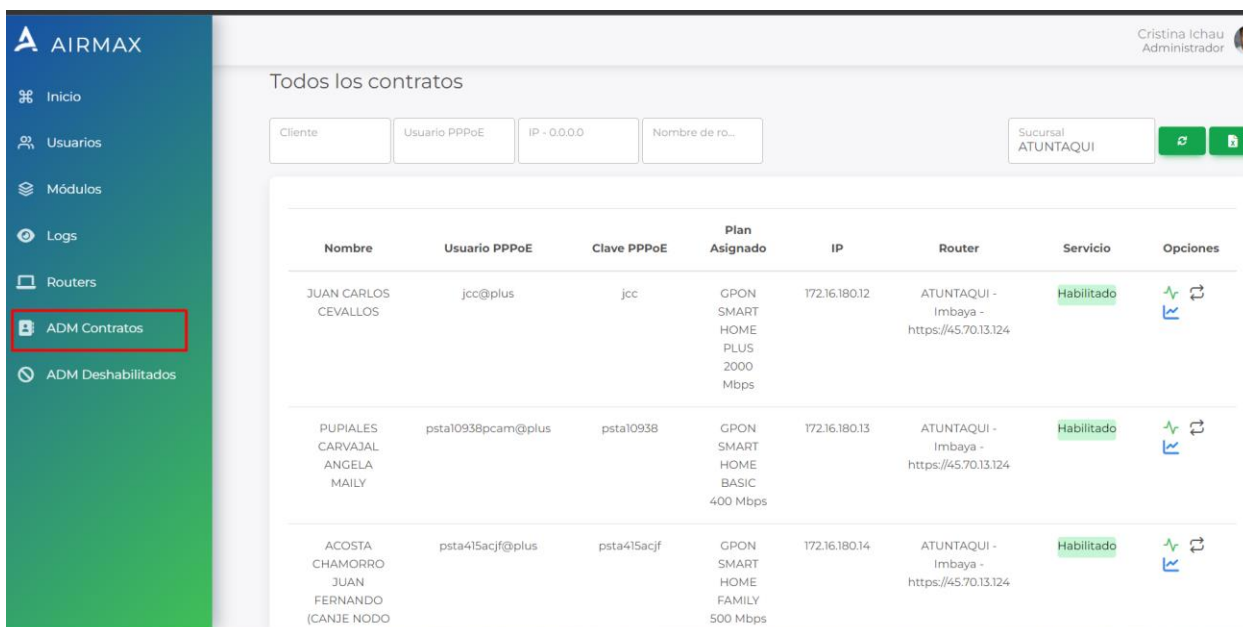 AIRMAX
Cristina Ichau
Administrador
Inicio
Usuarios
Módulos
Logs
Routers
ADM Contratos
ADM Deshabilitados
Todos los contratos
Cliente
Usuario PPPoE
IP - 0.0.0.0
Nombre de ro...
Sucursal
ATUNTAQUI
Nombre Usuario PPPoE Clave PPPoE Plan Asignado IP Router Servicio Opciones
JUAN CARLOS CEVALLOS jcc@plus jcc GPON SMART HOME PLUS 2000 Mbps 172.16.180.12 ATUNTAQUI - Imbaya - https://45.70.13.124 Habilitado
PUPIALES CARVAJAL ANGELA MAILY psta10938pcam@plus psta10938 GPON SMART HOME BASIC 400 Mbps 172.16.180.13 ATUNTAQUI - Imbaya - https://45.70.13.124 Habilitado
ACOSTA CHAMORRO JUAN FERNANDO (CANJE NODO psta415acjf@plus psta415acjf GPON SMART HOME FAMILY 500 Mbps 172.16.180.14 ATUNTAQUI - Imbaya - https://45.70.13.124 Habilitado